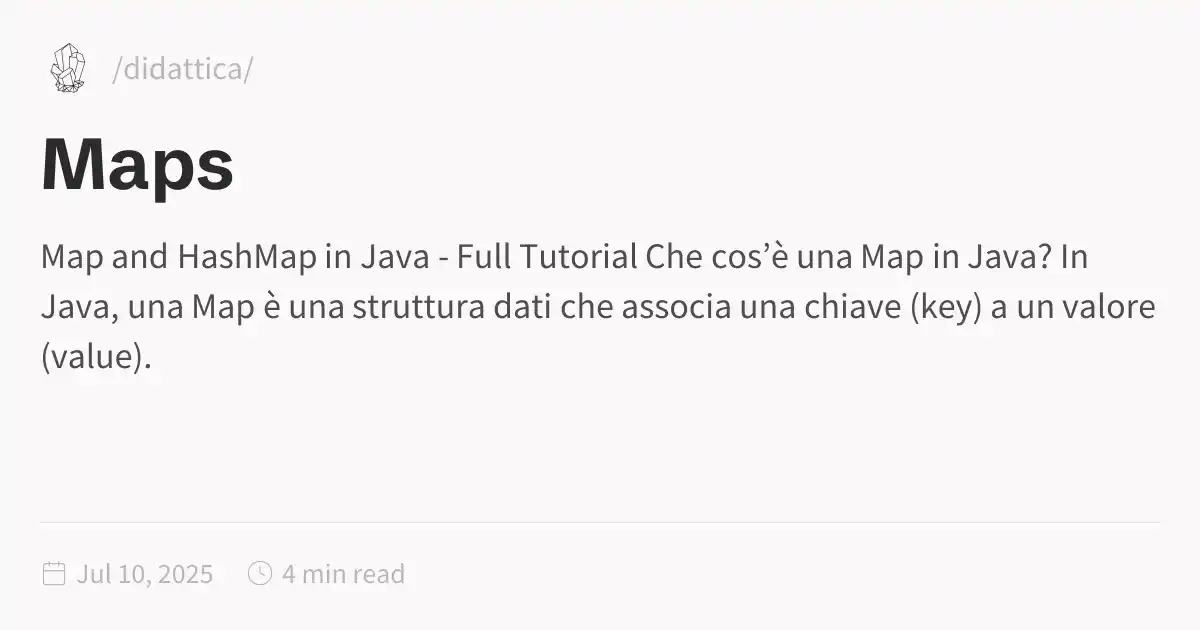 /didattica/
Maps
Map and HashMap in Java - Full Tutorial Che cos’è una Map in Java? In
Java, una Map è una struttura dati che associa una chiave (key) a un valore
(value).
Jul 10, 2025 4 min read